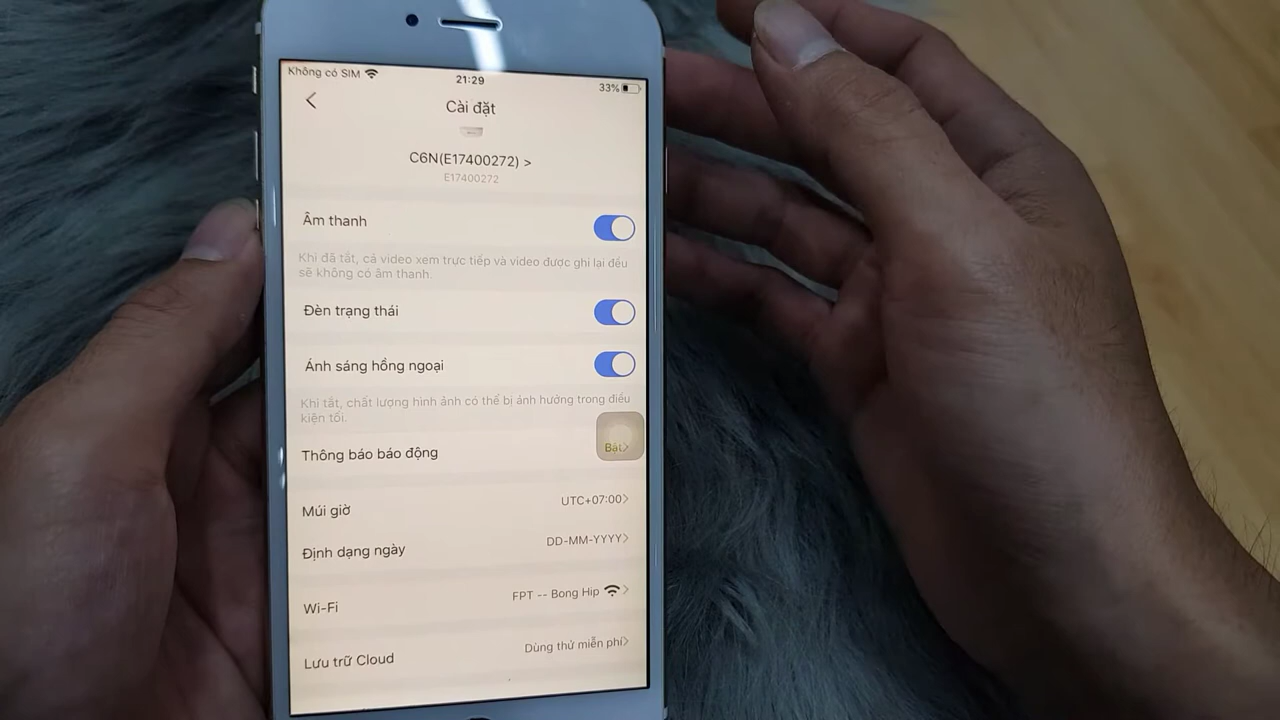 Không có SIM
21:29
33%
Cài đặt
C6N(E17400272) >
E17400272
Âm thanh
Khi đã tắt, cả video xem trực tiếp và video được ghi lại đều
sẽ không có âm thanh.
Đèn trạng thái
Ánh sáng hồng ngoại
Khi tắt, chất lượng hình ảnh có thể bị ảnh hưởng trong điều
kiện tối.
Thông báo báo động
Bật>
Múi giờ
UTC+07:00>
Định dạng ngày
DD-MM-YYYY>
Wi-Fi
FPT -- Bong Hip >
Lưu trữ Cloud
Dùng thử miễn phí>